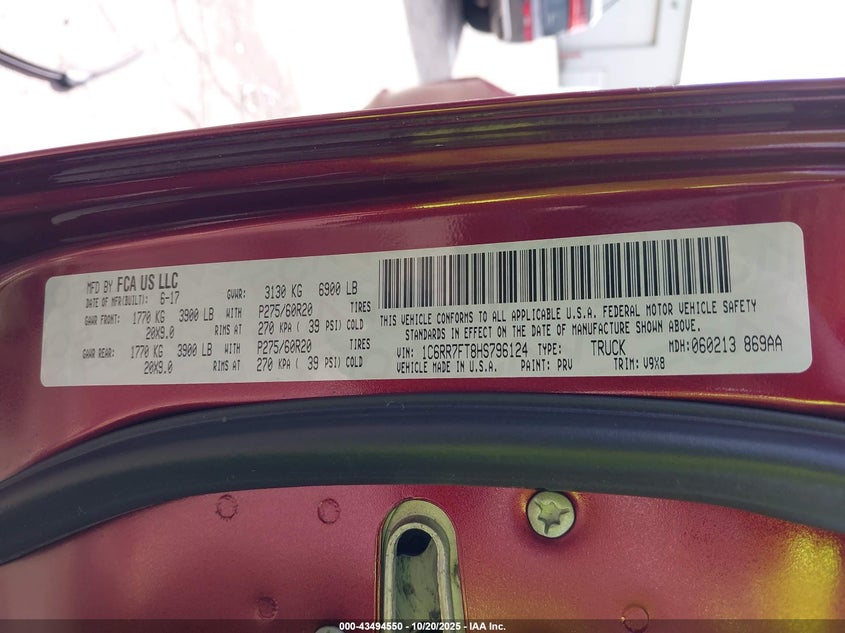 MFD BY FCA US LLC
DATE OF MFR(BUILT): 6-17
GVWR: 3130 KG 6900 LB
GAWR FRONT: 1770 KG 3900 LB WITH P275/60R20 TIRES
20X9.0 RIMS AT 270 KPA ( 39 PSI) COLD
GAWR REAR: 1770 KG 3900 LB WITH P275/60R20 TIRES
20X9.0 RIMS AT 270 KPA ( 39 PSI) COLD
THIS VEHICLE CONFORMS TO ALL APPLICABLE U.S.A. FEDERAL MOTOR VEHICLE SAFETY
STANDARDS IN EFFECT ON THE DATE OF MANUFACTURE SHOWN ABOVE.
VIN: 1C6RR7FT8HS796124 TYPE: TRUCK MDH: 060213 869AA
VEHICLE MADE IN U.S.A. PAINT: PRV TRIM: V9X8
000-43494550 - 10/20/2025 - IAA Inc.